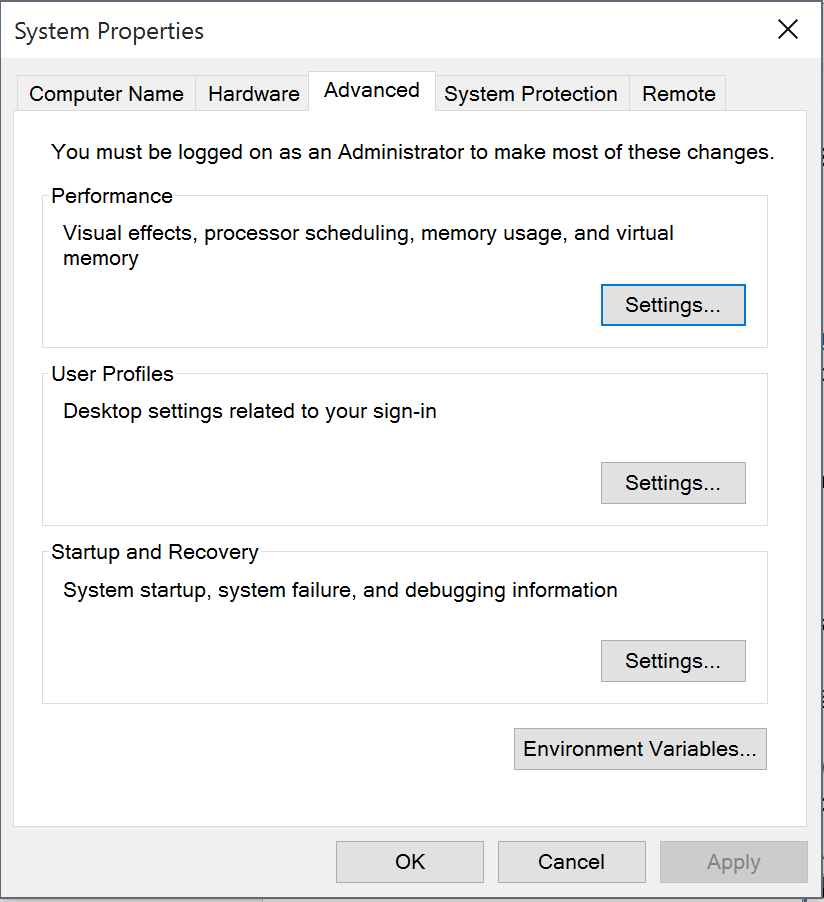 System Properties
Computer Name
Hardware
Advanced
System Protection
Remote
You must be logged on as an Administrator to make most of these changes.
Performance
Visual effects, processor scheduling, memory usage, and virtual
memory
Settings...
User Profiles
Desktop settings related to your sign-in
Settings...
Startup and Recovery
System startup, system failure, and debugging information
Settings...
Environment Variables...
OK
Cancel
Apply